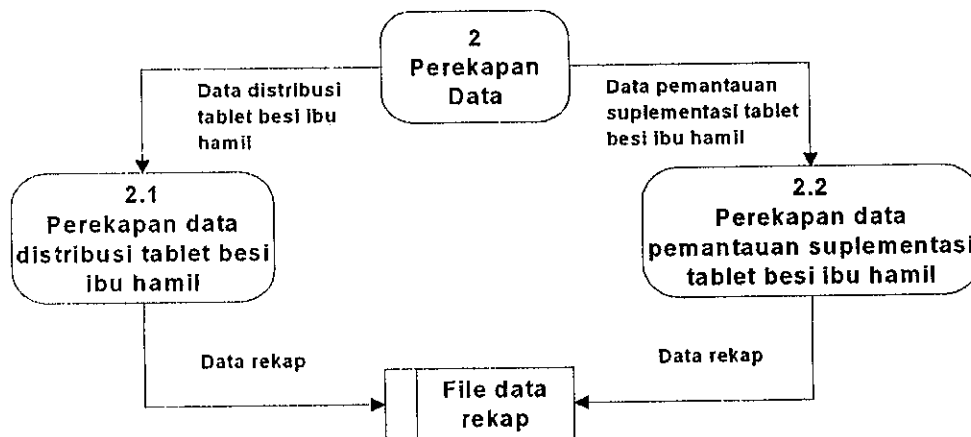 2
Perekapan
Data
Data distribusi
tablet besi ibu
hamil
Data pemantauan
suplementasi tablet
besi ibu hamil
2.1
Perekapan data
distribusi tablet besi
ibu hamil
2.2
Perekapan data
pemantauan suplementasi
tablet besi ibu hamil
Data rekap
Data rekap
File data
rekap